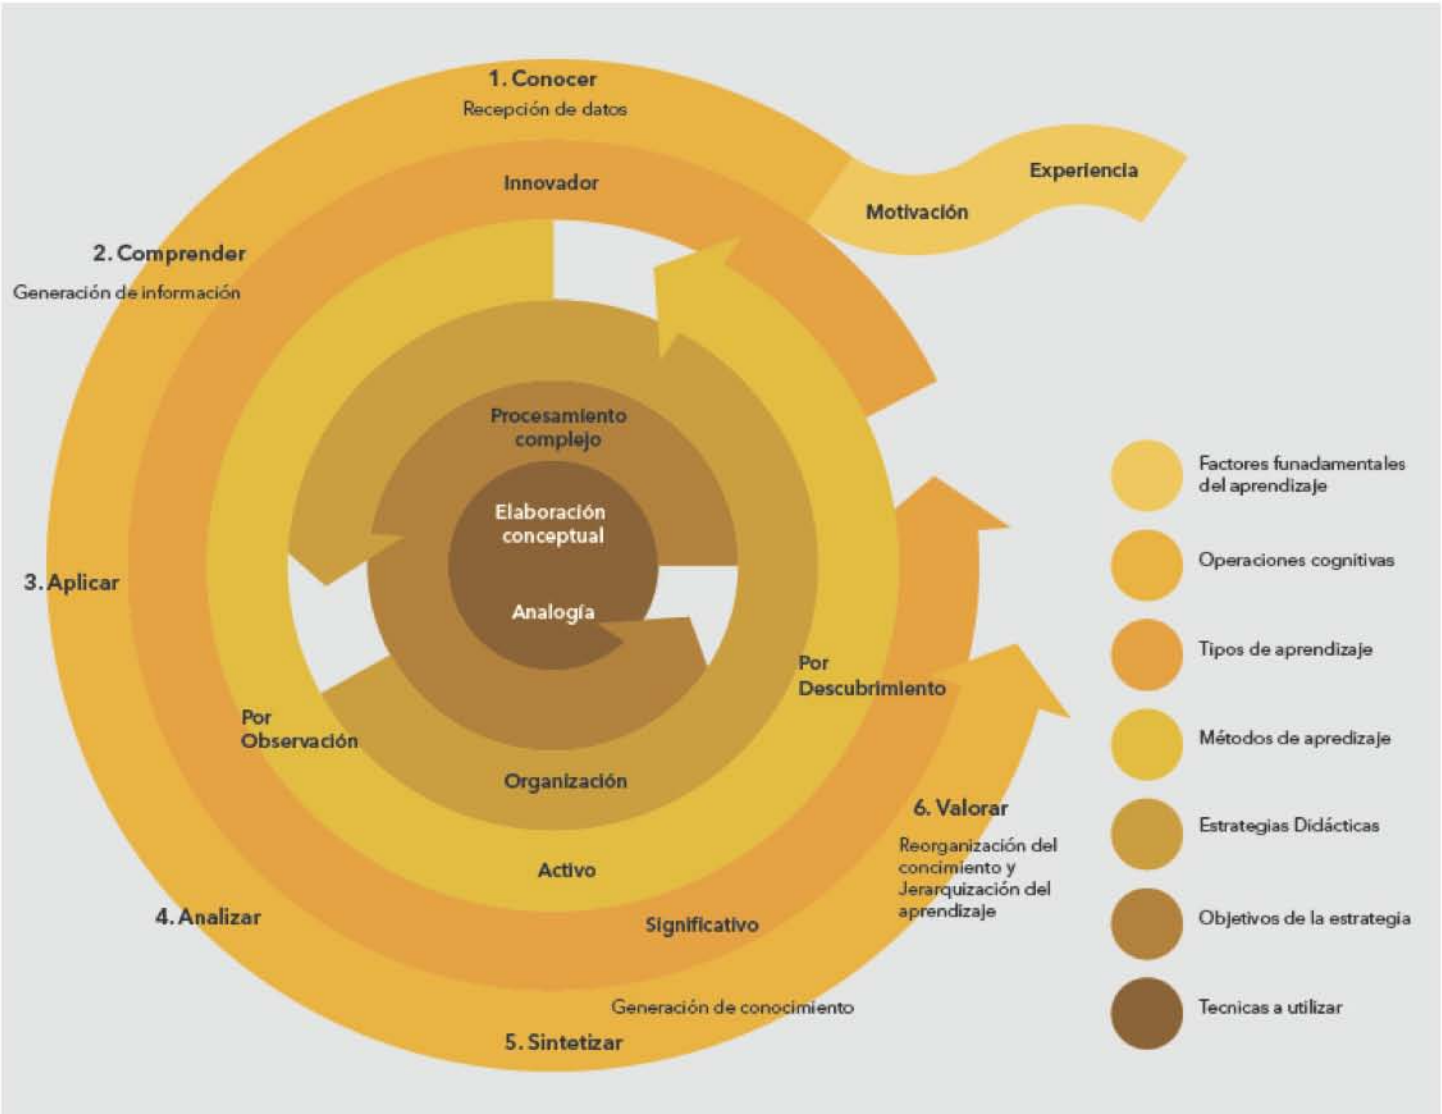 1. Conocer
Recepción de datos
Experiencia
Innovador
Motivación
2. Comprender
Generación de información
Procesamiento
complejo
Elaboración
conceptual
3. Aplicar
Analogía
Por
Descubrimiento
Por
Observación
Organización
6. Valorar
Reorganización del
concimiento y
Jerarquización del
aprendizaje
Activo
4. Analizar
Significativo
Generación de conocimiento
5. Sintetizar
Factores funadamentales
del aprendizaje
Operaciones cognitivas
Tipos de aprendizaje
Métodos de apredizaje
Estrategias Didácticas
Objetivos de la estrategia
Tecnicas a utilizar